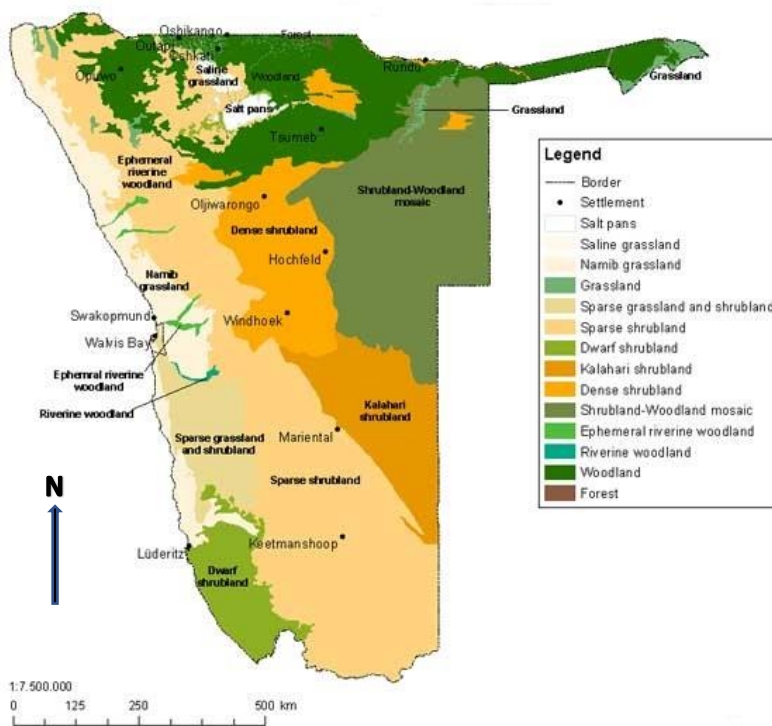 Oshikango
Outapi
Oshkati
Forest
Opuwo
Saline
grassland
Woodland
Rundu
Grassland
Salt pans
Grassland
Tsumeb
Ephemeral
riverine
woodland
Shrubland-Woodland
mosaic
Oljiwarongo
Dense shrubland
Hochfeld
Namib
grassland
Swakopmund
Windhoek
Walvis Bay
Ephemral riverine
woodland
Riverine woodland
Kalahari
shrubland
Sparse grassland
and shrubland
Mariental
Sparse shrubland
N
Keetmanshoop
Lüderitz
Dwarf
shrubland
1:7.500.000
0 125 250 500 km
Legend
Border
Settlement
Salt pans
Saline grassland
Namib grassland
Grassland
Sparse grassland and shrubland
Sparse shrubland
Dwarf shrubland
Kalahari shrubland
Dense shrubland
Shrubland-Woodland mosaic
Ephemeral riverine woodland
Riverine woodland
Woodland
Forest